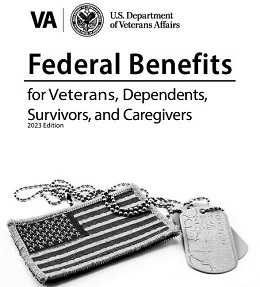 VA
U.S. Department
of Veterans Affairs
Federal Benefits
for Veterans, Dependents,
Survivors, and Caregivers
2023 Edition